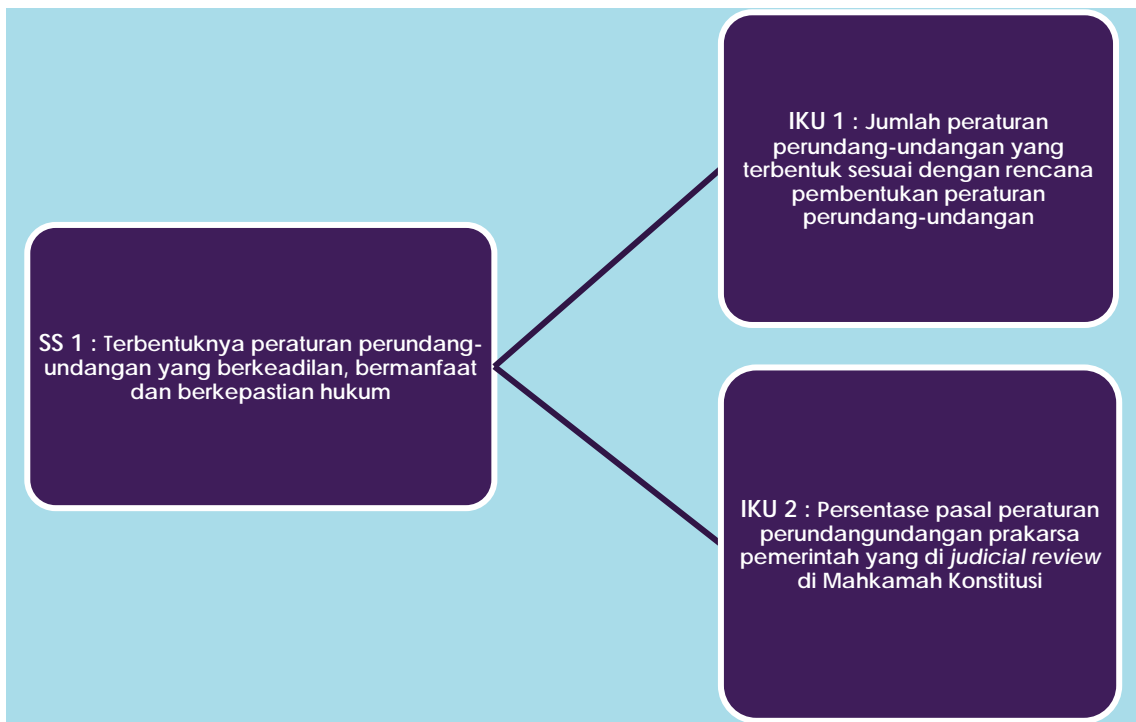 SS 1 : Terbentuknya peraturan perundang-
undangan yang berkeadilan, bermanfaat
dan berkepastian hukum
IKU 1 : Jumlah peraturan
perundang-undangan yang
terbentuk sesuai dengan rencana
pembentukan peraturan
perundang-undangan
IKU 2 : Persentase pasal peraturan
perundangundangan prakarsa
pemerintah yang di judicial review
di Mahkamah Konstitusi